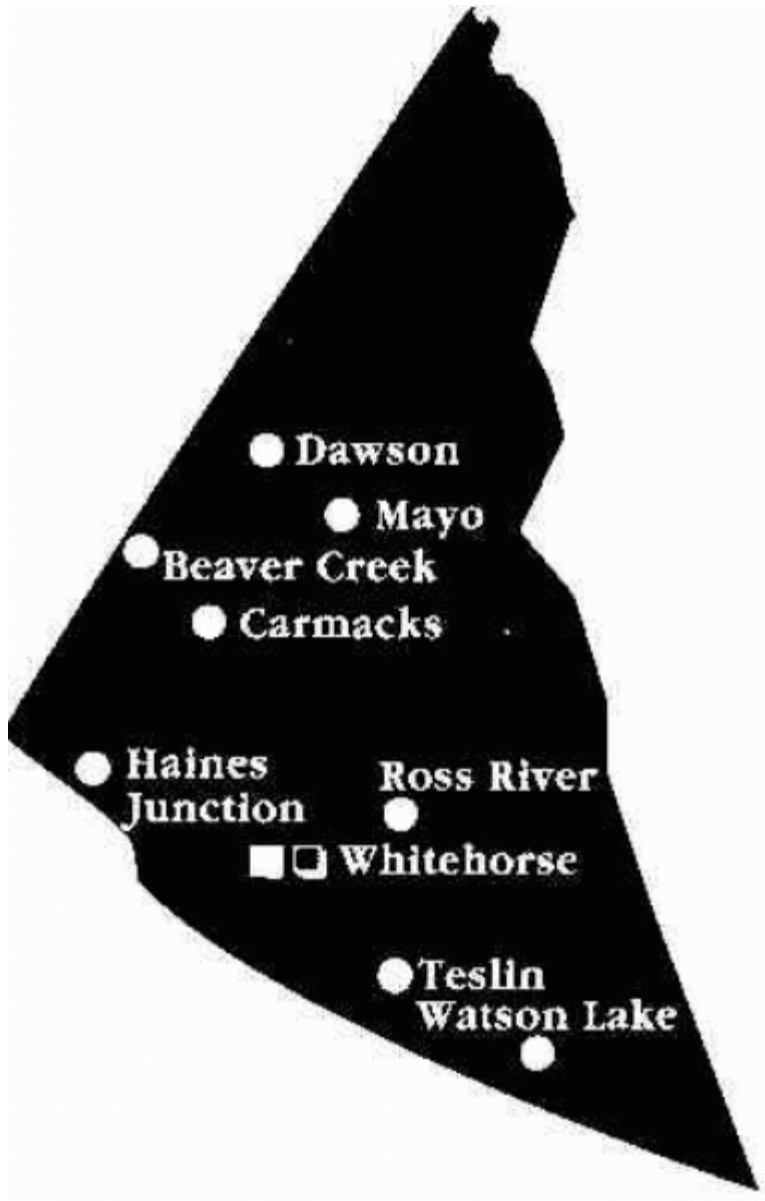 Dawson
Mayo
Beaver Creek
Carmacks
Haines
Junction
Ross River
Whitehorse
Teslin
Watson Lake